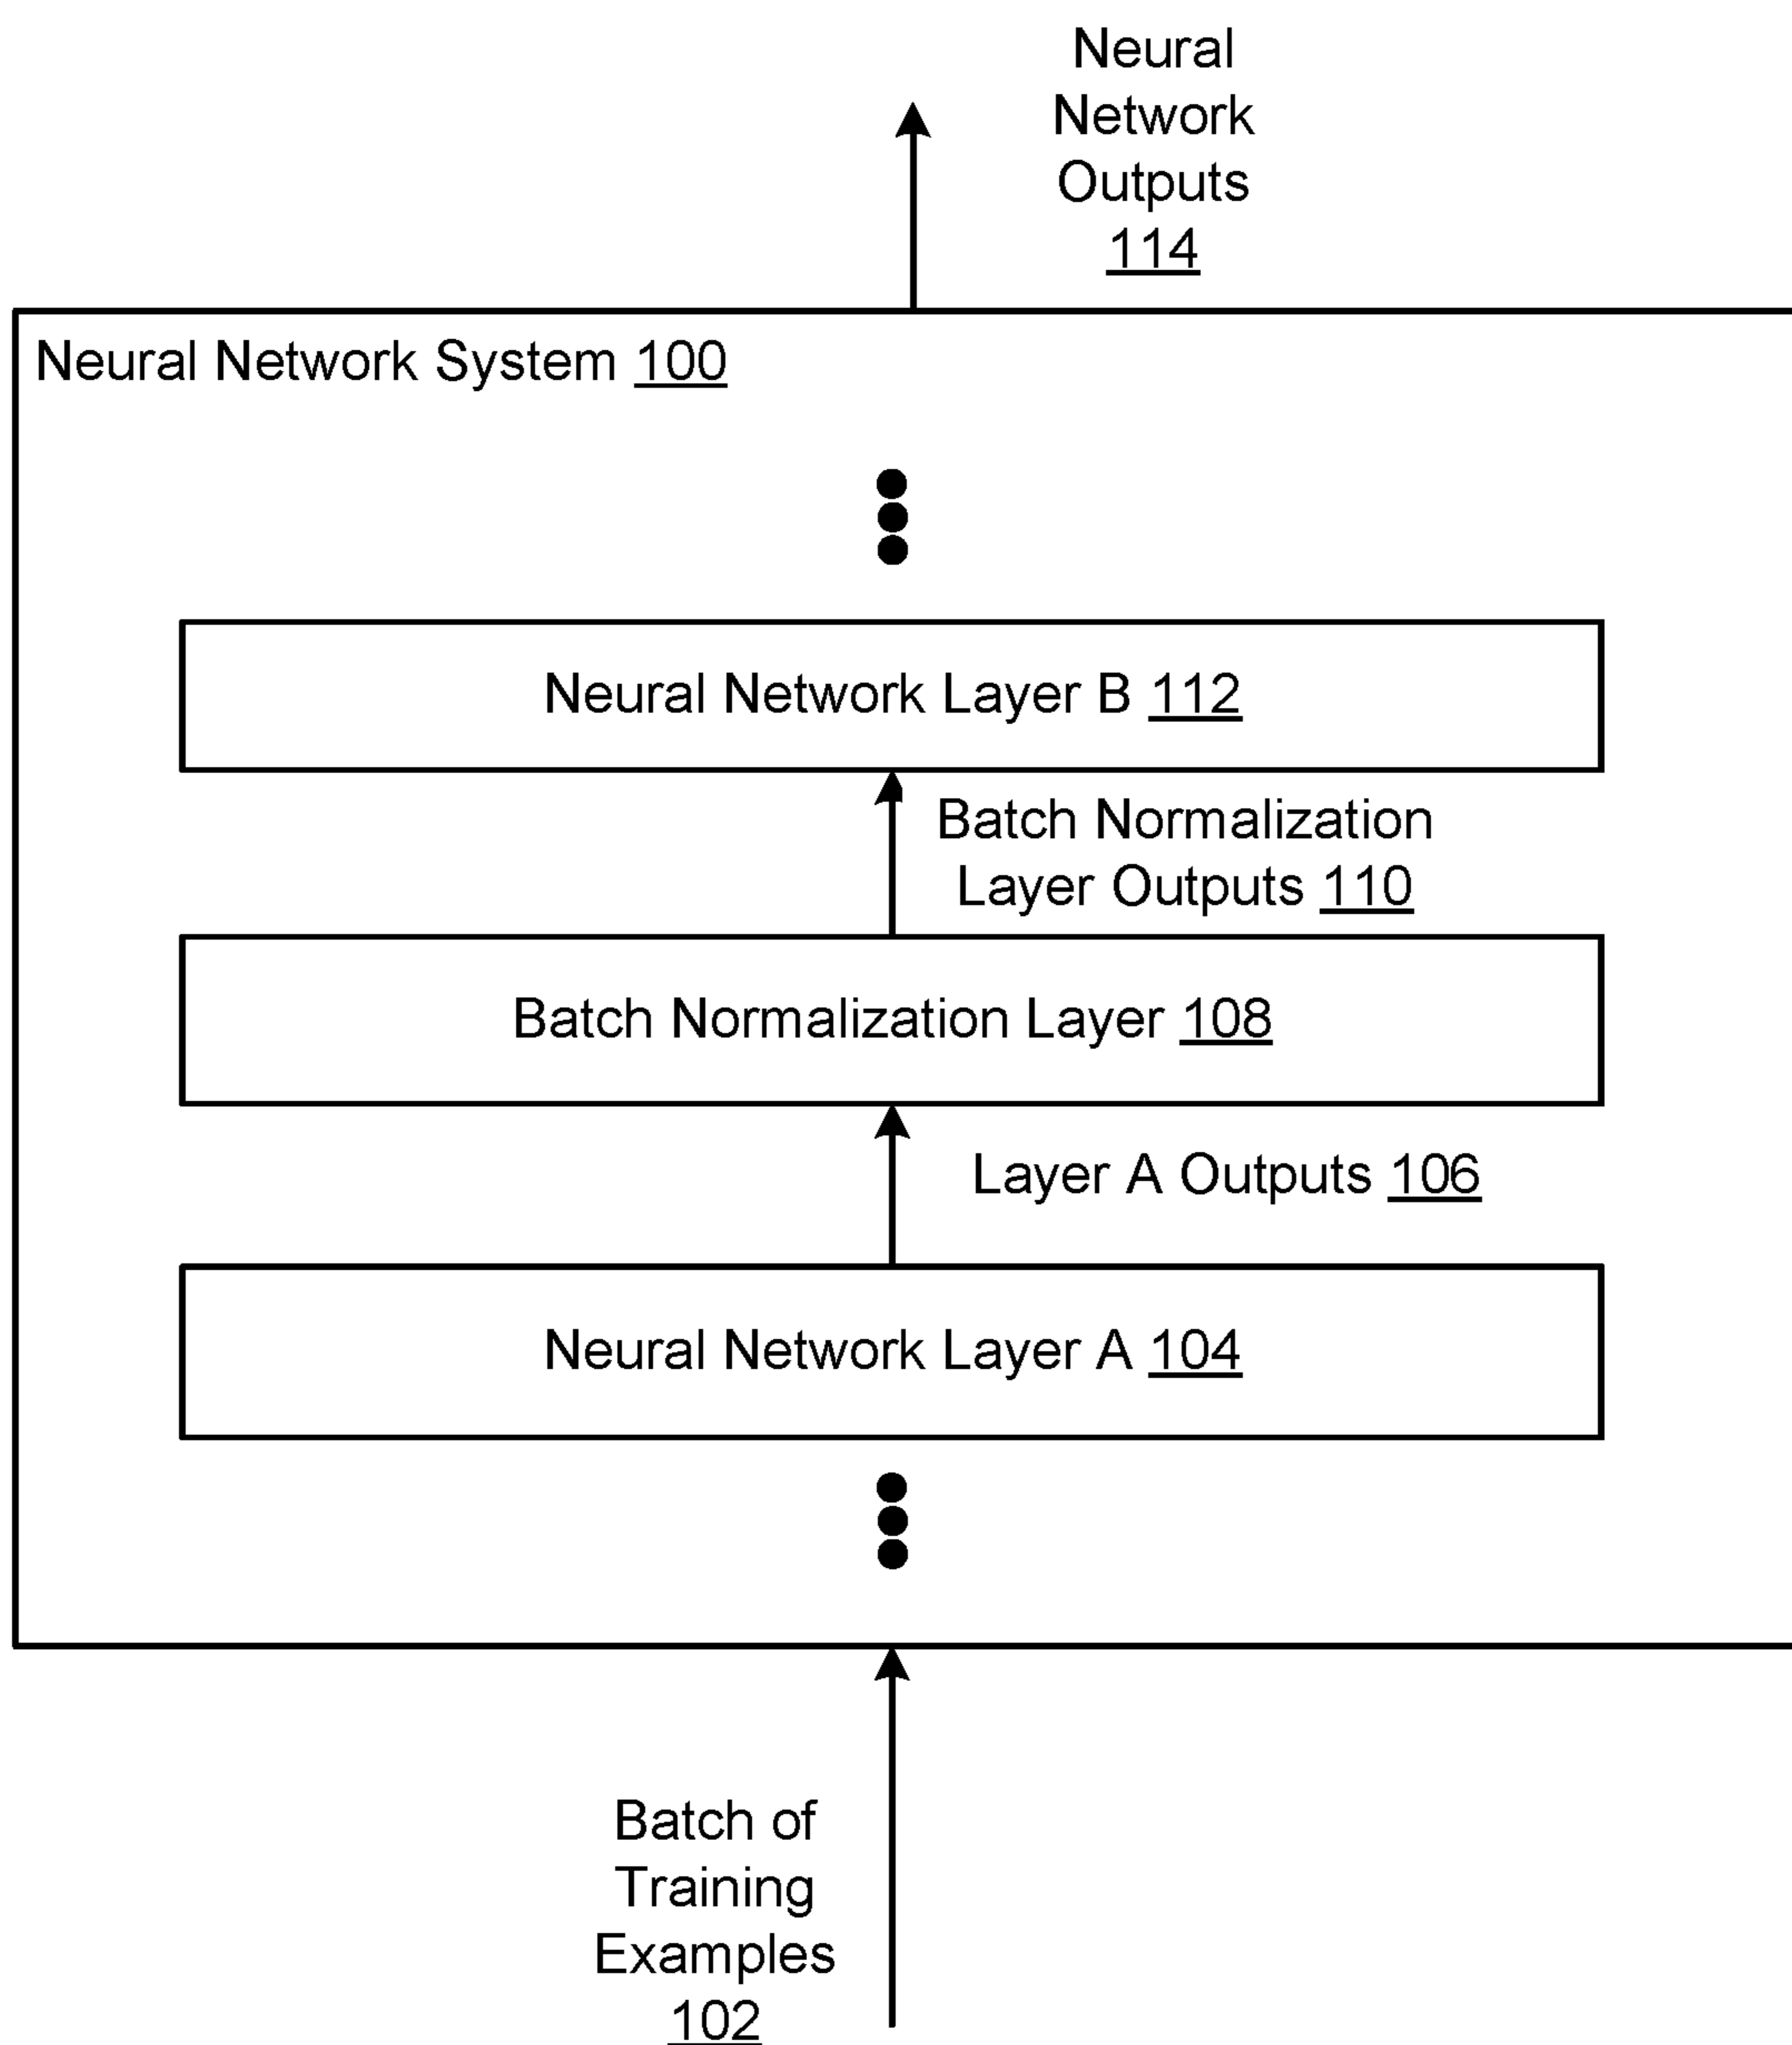 Neural
Network
Outputs
114
Neural Network System 100
Neural Network Layer B 112
Batch Normalization
Layer Outputs 110
Batch Normalization Layer 108
Layer A Outputs 106
Neural Network Layer A 104
Batch of
Training
Examples
102